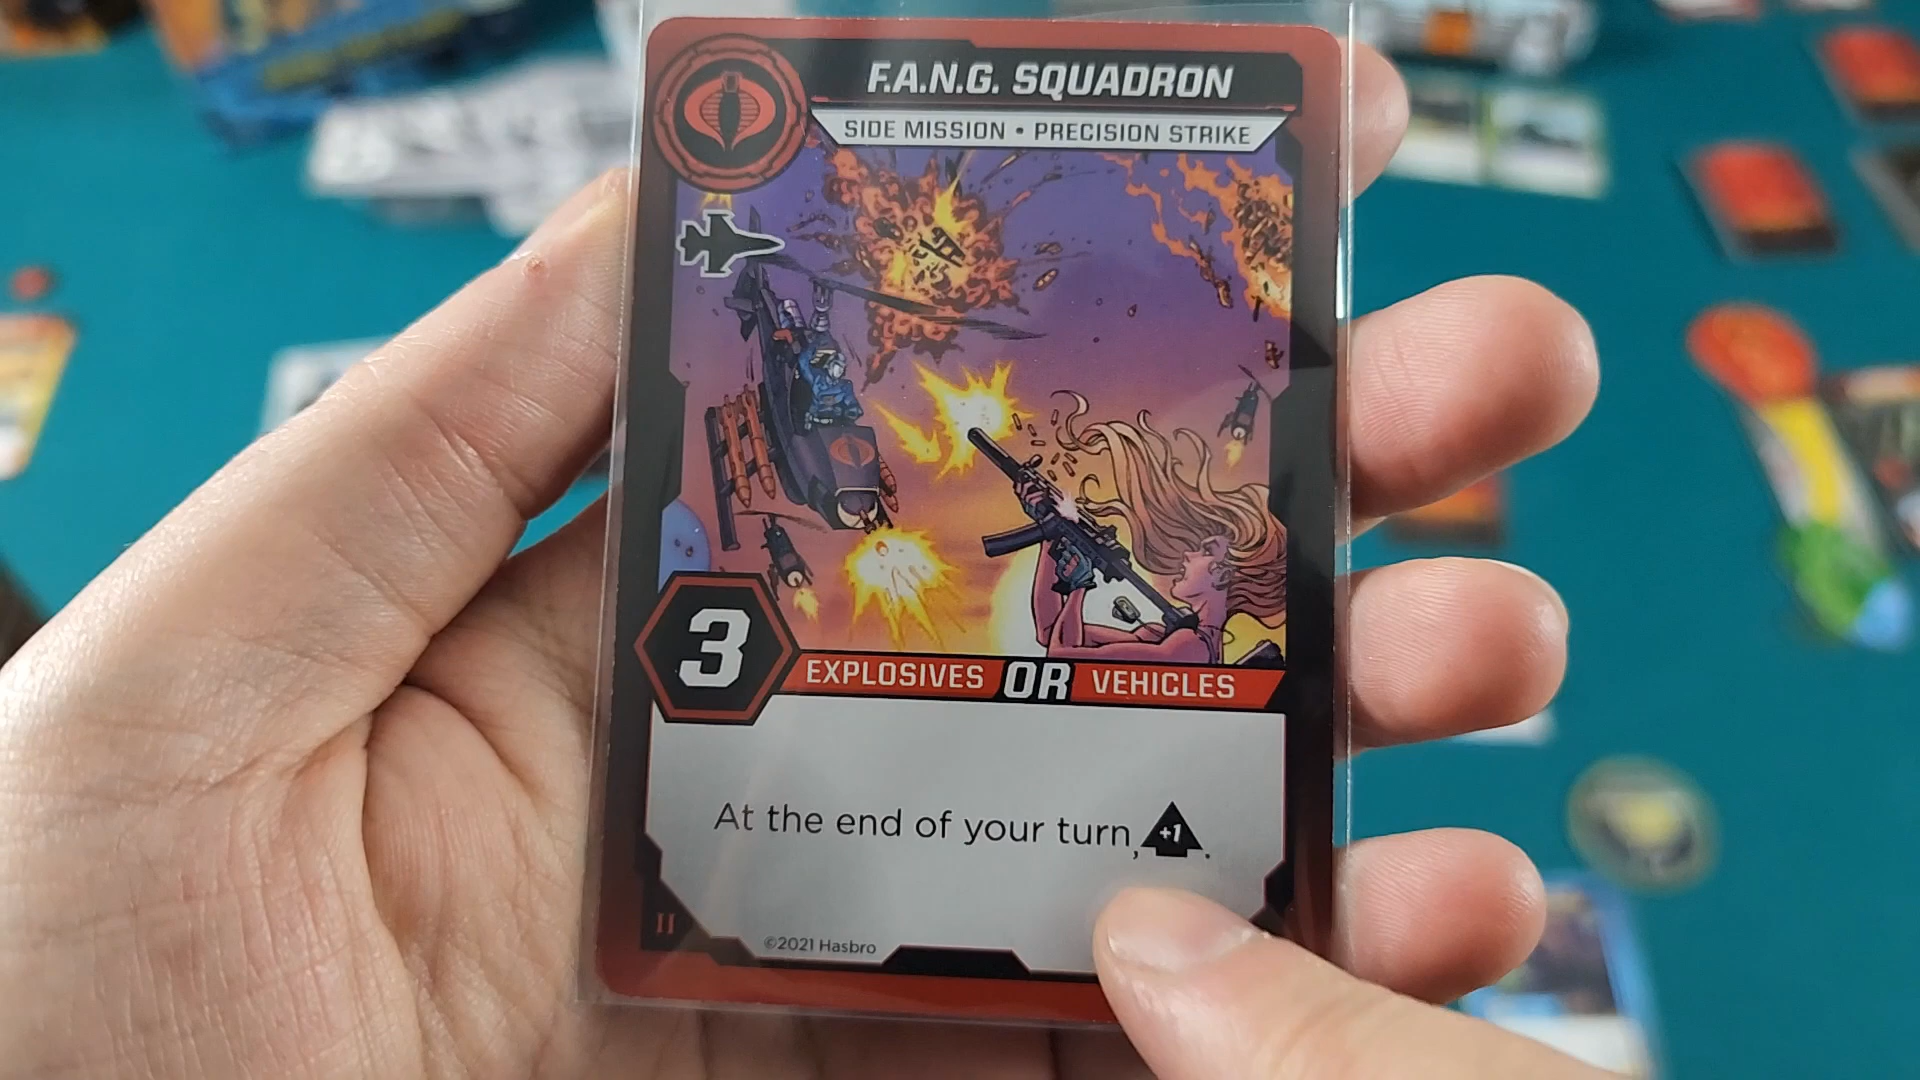 F.A.N.G. SQUADRON
SIDE MISSION • PRECISION STRIKE
3
EXPLOSIVES OR VEHICLES
At the end of your turn, +1.
II
©2021 Hasbro